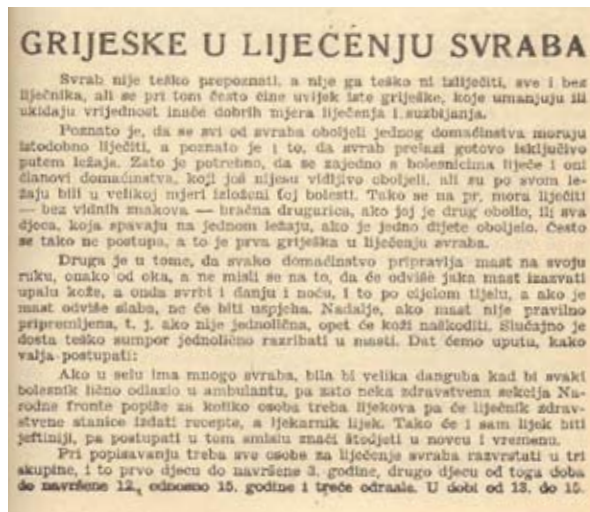 GRIJEŠKE U LIJEČENJU SVRABA
Svrab nije teško prepoznati, a nije ga teško ni izliječiti, sve i bez
liječnika, ali se pri tom često čine uvijek iste griješke, koje umanjuju ili
ukidaju vrijednost inače dobrih mjera liječenja i suzbijanja.
Poznato je, da se svi od svraba oboljeli jednog domaćinstva moraju
istodobno liječiti, a poznato je i to, da svrab prelazi gotovo isključivo
putem ležaja. Zato je potrebno, da se zajedno s bolesnicima liječe i oni
članovi domaćinstva, koji još nijesu vidljivo oboljeli, ali su po svom le-
žaju bili u velikoj mjeri izloženi toj bolesti. Tako se na pr. mora liječiti
— bez vidnih znakova — bračna drugarica, ako joj je drug obolio, ili sva
djeca, koja spavaju na jednom ležaju, ako je jedno dijete oboljelo. Često
se tako ne postupa, a to je prva griješka u liječenju svraba.
Druga je u tome, da svako domaćinstvo pripravlja mast na svoju
ruku, onako od oka, a ne misli se na to, da će odviše jaka mast izazvati
upalu kože, a onda svrbi i danju i noću, i to po cijelom tijelu, a ako je
mast odviše slaba, ne će biti uspjeha. Nadalje, ako mast nije pravilno
pripremljena, t. j. ako nije jednolična, opet će koži naškoditi. Slučajno je
dosta teško sumpor jednolično razribati u masti. Dat ćemo uputu, kako
valja postupati:
Ako u selu ima mnogo svraba, bila bi velika danguba kad bi svaki
bolesnik lično odlazio u ambulantu, pa zato neka zdravstvena sekcija Na-
rodne fronte popiše za koliko osoba treba lijekova pa će liječnik zdrav-
stvene stanice izdati recepte, a ljekarnik lijek. Tako će i sam lijek biti
jeftiniji, pa postupati u tom smislu znači štodjeti u novcu i vremenu.
Pri popisavanju treba sve osobe za liječenje svraba razvrstati u tri
skupine, i to prvo djecu do navršene 3. godine, drugo djecu od toga doba
do navršene 12., odnosno 15. godine i treće odrasle. U dobi od 13. do 15.